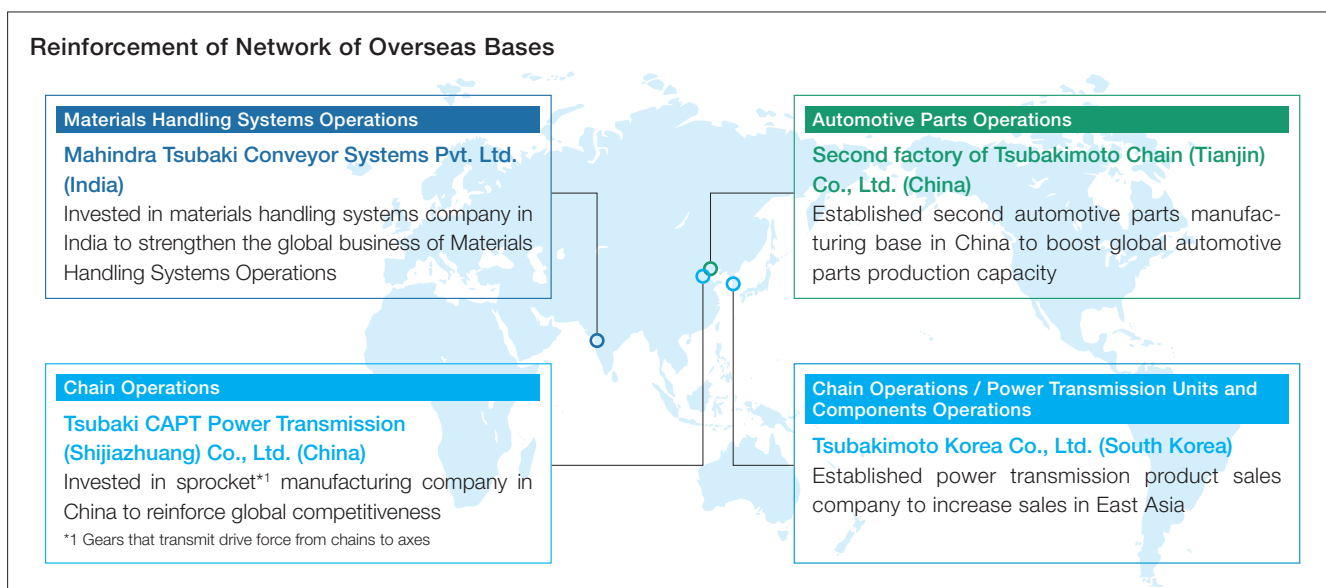 Reinforcement of Network of Overseas Bases
Materials Handling Systems Operations
Mahindra Tsubaki Conveyor Systems Pvt. Ltd.
(India)
Invested in materials handling systems company in
India to strengthen the global business of Materials
Handling Systems Operations
Automotive Parts Operations
Second factory of Tsubakimoto Chain (Tianjin)
Co., Ltd. (China)
Established second automotive parts manufac-
turing base in China to boost global automotive
parts production capacity
Chain Operations
Tsubaki CAPT Power Transmission
(Shijiazhuang) Co., Ltd. (China)
Invested in sprocket*1 manufacturing company in
China to reinforce global competitiveness
*1 Gears that transmit drive force from chains to axes
Chain Operations / Power Transmission Units and
Components Operations
Tsubakimoto Korea Co., Ltd. (South Korea)
Established power transmission product sales
company to increase sales in East Asia